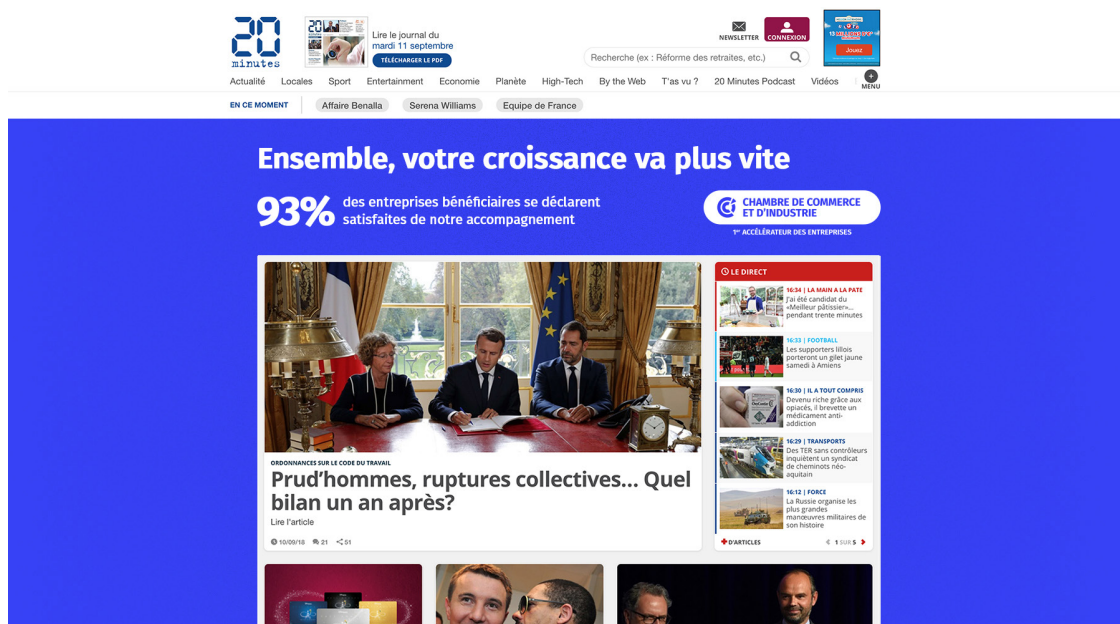 20
minutes
Lire le journal du
mardi 11 septembre
TÉLÉCHARGER LE PDF
NEWSLETTER
CONNEXION
Jouez
Recherche (ex : Réforme des retraites, etc.)
Actualité Locales Sport Entertainment Economie Planète High-Tech By the Web T'as vu ? 20 Minutes Podcast Vidéos
MENU
EN CE MOMENT Affaire Benalla Serena Williams Equipe de France
Ensemble, votre croissance va plus vite
93% des entreprises bénéficiaires se déclarent
satisfaites de notre accompagnement
CHAMBRE DE COMMERCE
ET D'INDUSTRIE
1er ACCÉLÉRATEUR DES ENTREPRISES
ORDONNANCES SUR LE CODE DU TRAVAIL
Prud'hommes, ruptures collectives... Quel
bilan un an après?
Lire l'article
10/09/18 21 51
LE DIRECT
16:34 | LA MAIN A LA PATE
J'ai été candidat du
«Meilleur pâtissier»...
pendant trente minutes
16:33 | FOOTBALL
Les supporters lillois
porteront un gilet jaune
samedi à Amiens
16:30 | IL A TOUT COMPRIS
Devenu riche grâce aux
opiacés, il brevette un
médicament anti-
addiction
16:29 | TRANSPORTS
Des TER sans contrôleurs
inquiètent un syndicat
de cheminots néo-
aquitain
16:12 | FORCE
La Russie organise les
plus grandes
manœuvres militaires de
son histoire
+D'ARTICLES 1 SUR 5